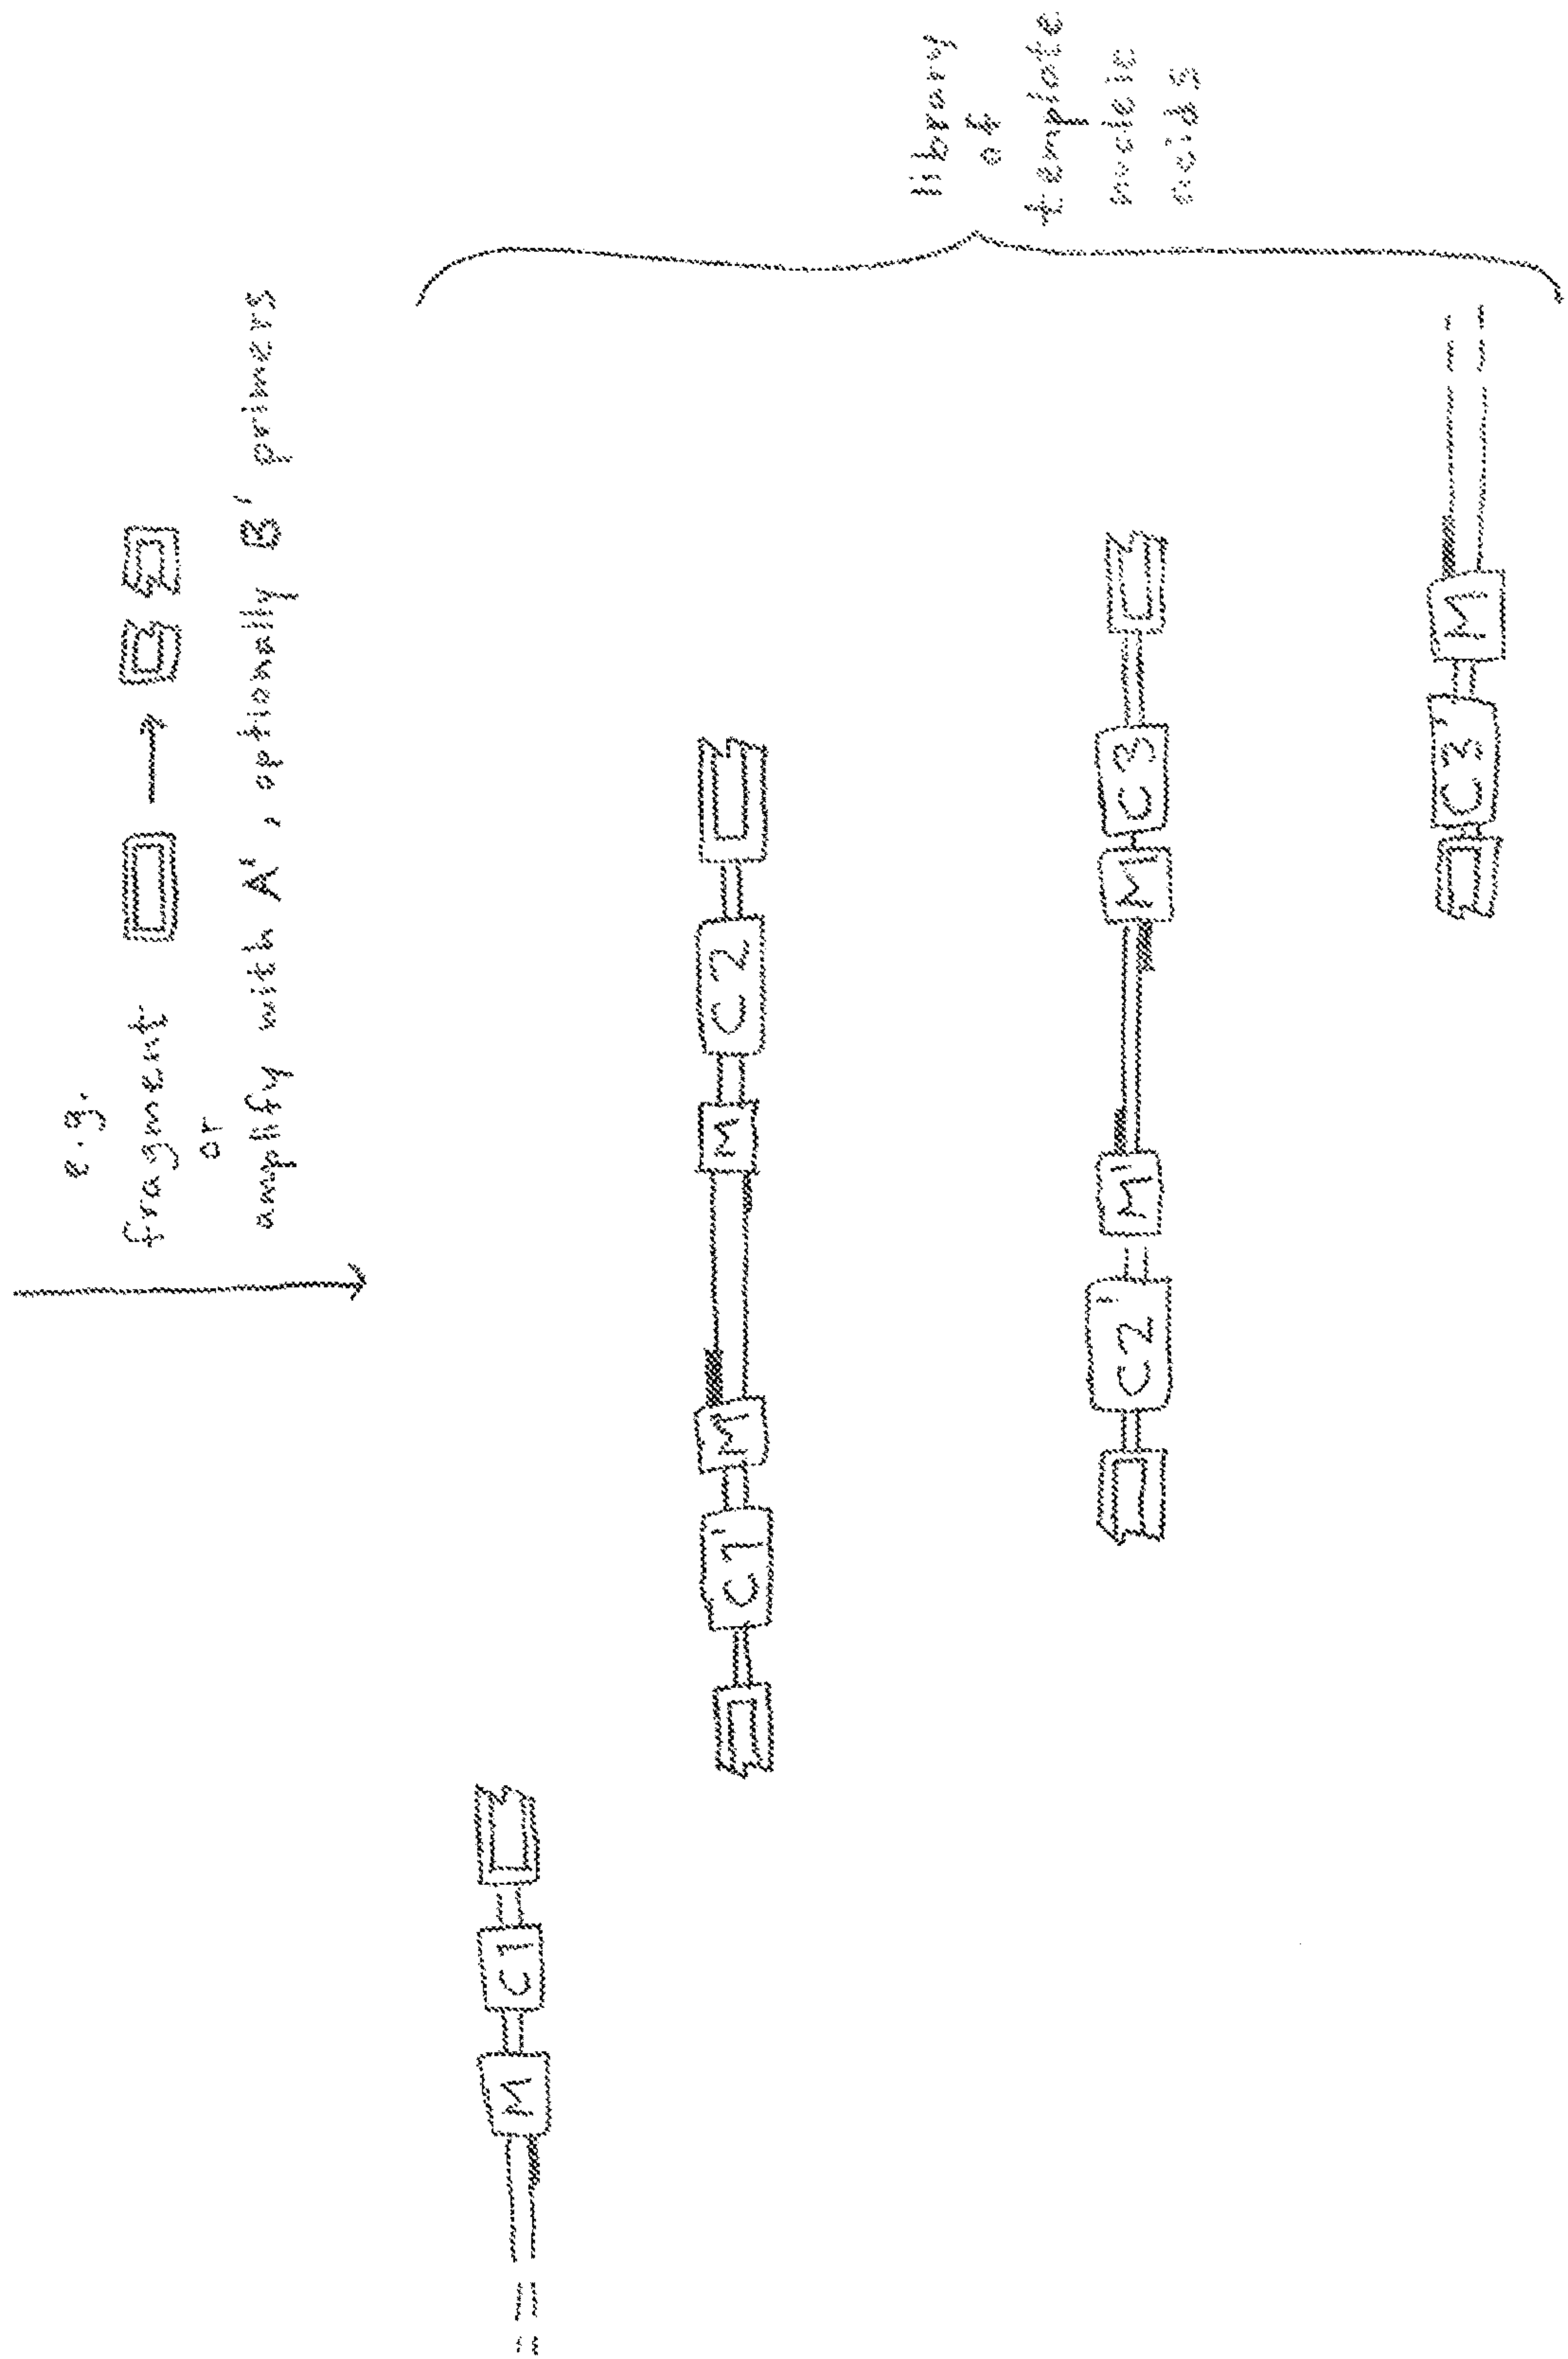 e.g.
fragment
or
amplify with A', optionally B' primers
M C1
C1' M M C2
C2' M' M C3
C3' M
library
of
template
nucleic
acids